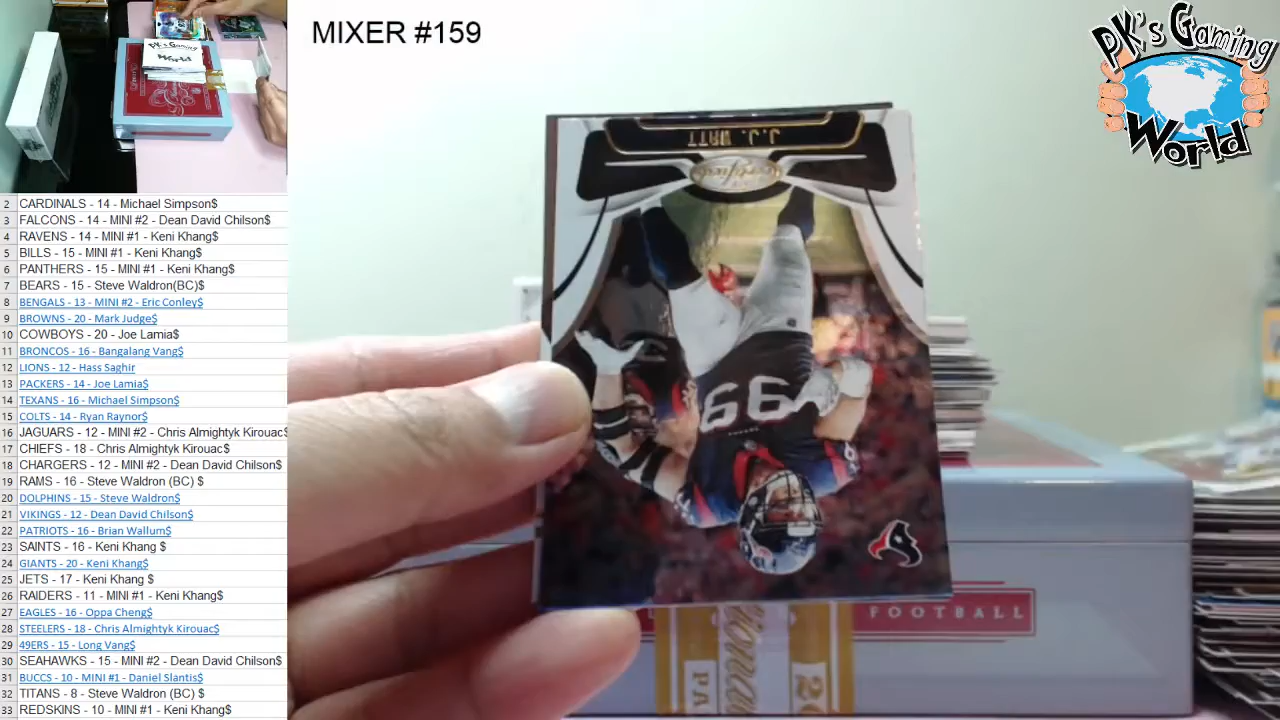 MIXER #159
PK's Gaming
World
PK's Gaming
World
2 CARDINALS - 14 - Michael Simpson$
3 FALCONS - 14 - MINI #2 - Dean David Chilson$
4 RAVENS - 14 - MINI #1 - Keni Khang$
5 BILLS - 15 - MINI #1 - Keni Khang$
6 PANTHERS - 15 - MINI #1 - Keni Khang$
7 BEARS - 15 - Steve Waldron(BC) $
8 BENGALS - 13 - MINI #2 - Eric Conley$
9 BROWNS - 20 - Mark Judge$
10 COWBOYS - 20 - Joe Lamia$
11 BRONCOS - 16 - Bangalang Vang$
12 LIONS - 12 - Hass Saghir
13 PACKERS - 14 - Joe Lamia$
14 TEXANS - 16 - Michael Simpson$
15 COLTS - 14 - Ryan Raynor$
16 JAGUARS - 12 - MINI #2 - Chris Almightyk Kirouac$
17 CHIEFS - 18 - Chris Almightyk Kirouac$
18 CHARGERS - 12 - MINI #2 - Dean David Chilson$
19 RAMS - 16 - Steve Waldron (BC) $
20 DOLPHINS - 15 - Steve Waldron$
21 VIKINGS - 12 - Dean David Chilson$
22 PATRIOTS - 16 - Brian Wallum$
23 SAINTS - 16 - Keni Khang $
24 GIANTS - 20 - Keni Khang$
25 JETS - 17 - Keni Khang $
26 RAIDERS - 11 - MINI #1 - Keni Khang$
27 EAGLES - 16 - Oppa Cheng$
28 STEELERS - 18 - Chris Almightyk Kirouac$
29 49ERS - 15 - Long Vang$
30 SEAHAWKS - 15 - MINI #2 - Dean David Chilson$
31 BUCCS - 10 - MINI #1 - Daniel Slantis$
32 TITANS - 8 - Steve Waldron (BC) $
33 REDSKINS - 10 - MINI #1 - Keni Khang$
J.J. WATT
Certified
99
FOOTBALL
PA